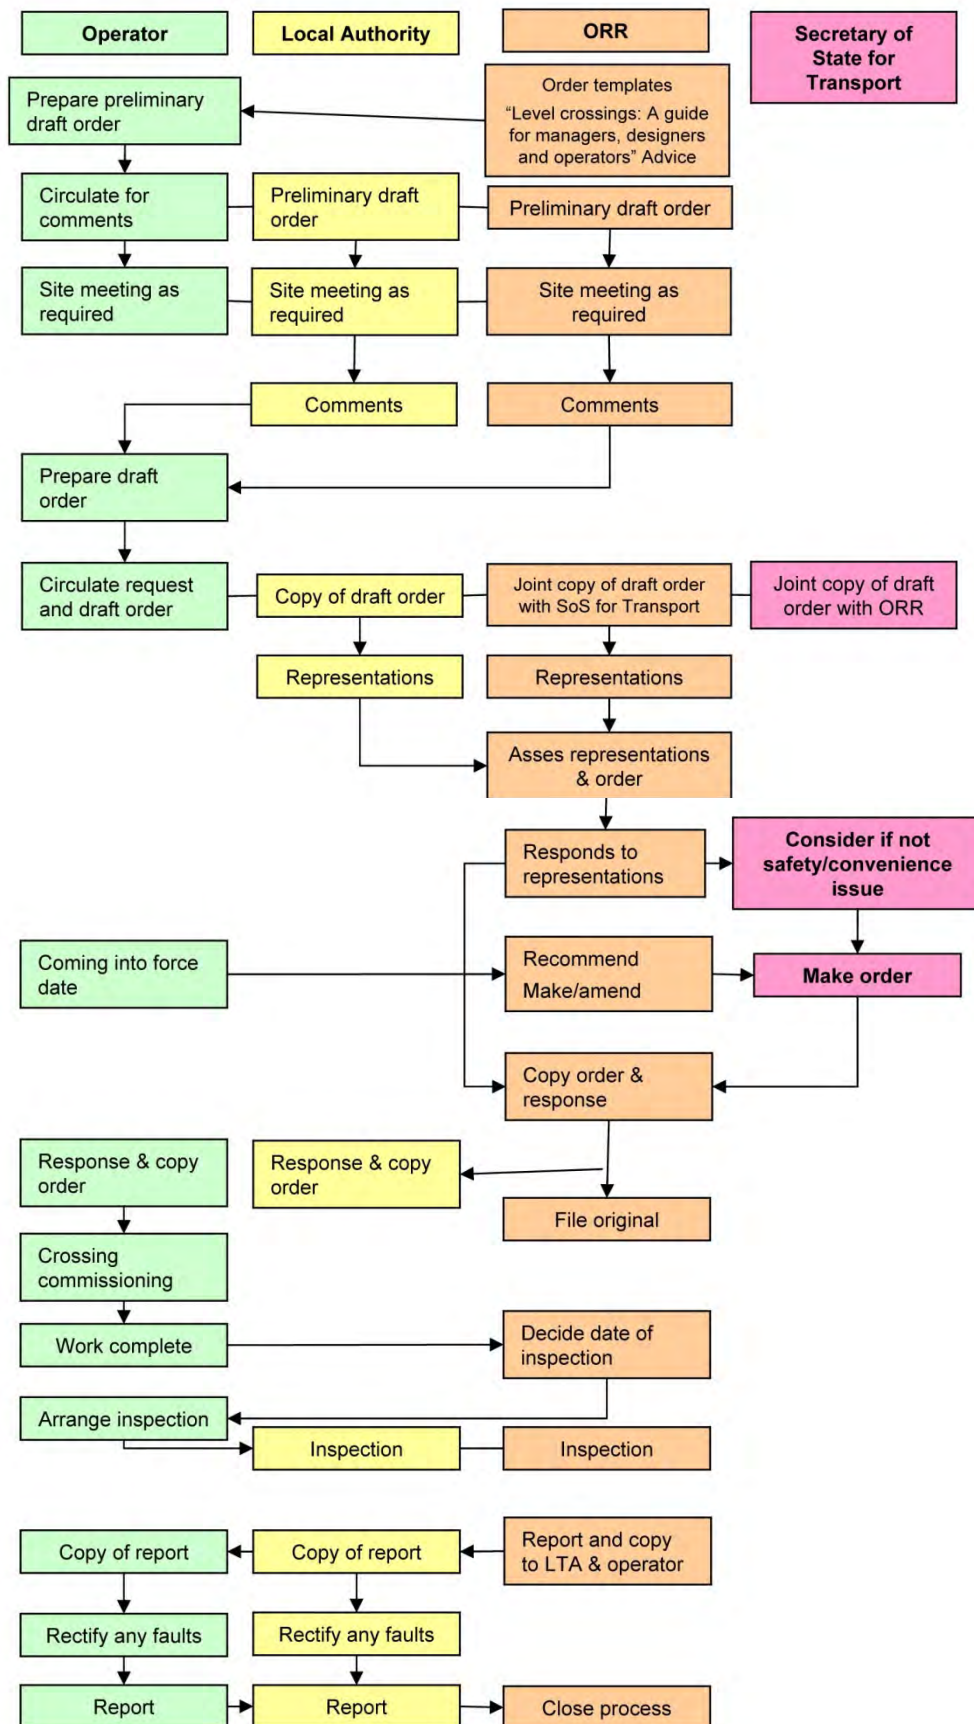 Operator
Local Authority
ORR
Secretary of
State for
Transport
Prepare preliminary
draft order
Order templates
“Level crossings: A guide
for managers, designers
and operators” Advice
Circulate for
comments
Preliminary draft
order
Preliminary draft order
Site meeting as
required
Site meeting as
required
Site meeting as
required
Comments
Comments
Prepare draft
order
Circulate request
and draft order
Copy of draft order
Joint copy of draft order
with SoS for Transport
Joint copy of draft
order with ORR
Representations
Representations
Asses representations
& order
Responds to
representations
Consider if not
safety/convenience
issue
Coming into force
date
Recommend
Make/amend
Make order
Copy order &
response
Response & copy
order
Response & copy
order
File original
Crossing
commissioning
Work complete
Decide date of
inspection
Arrange inspection
Inspection
Inspection
Copy of report
Copy of report
Report and copy
to LTA & operator
Rectify any faults
Rectify any faults
Report
Report
Close process